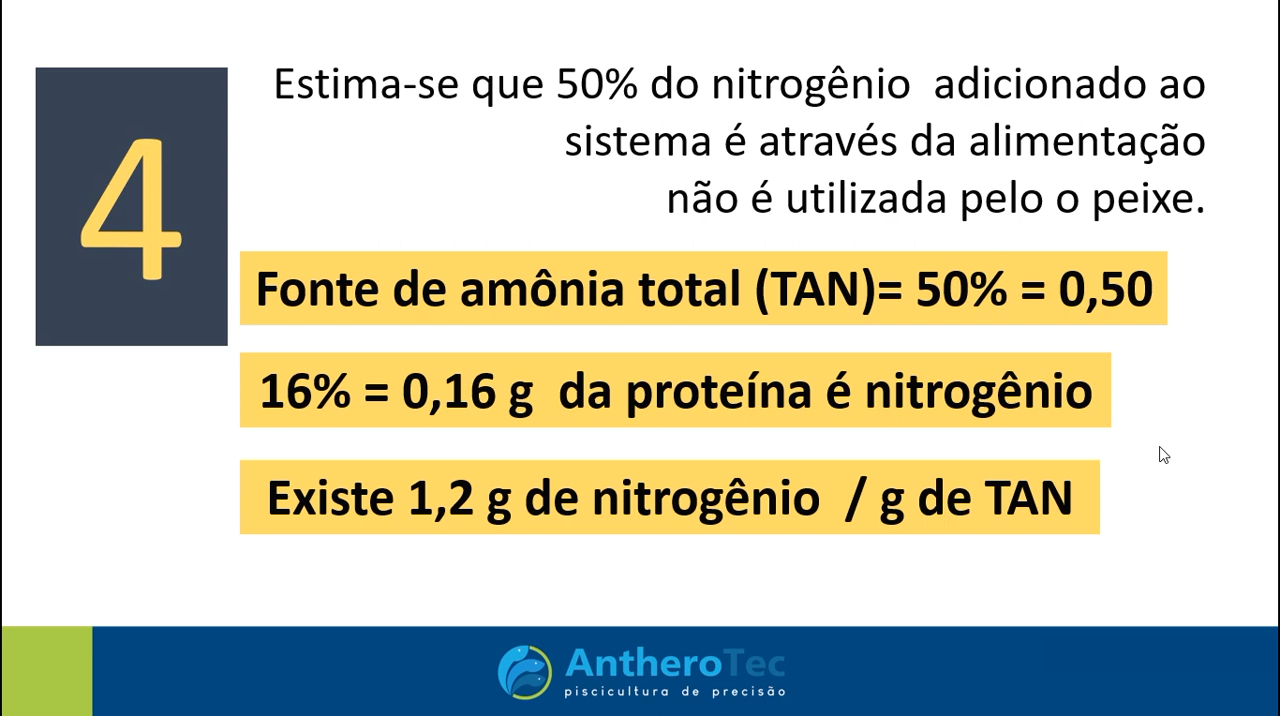 4
Estima-se que 50% do nitrogênio adicionado ao
sistema é através da alimentação
não é utilizada pelo o peixe.
Fonte de amônia total (TAN)= 50% = 0,50
16% = 0,16 g da proteína é nitrogênio
Existe 1,2 g de nitrogênio / g de TAN
AntheroTec
piscicultura de precisão